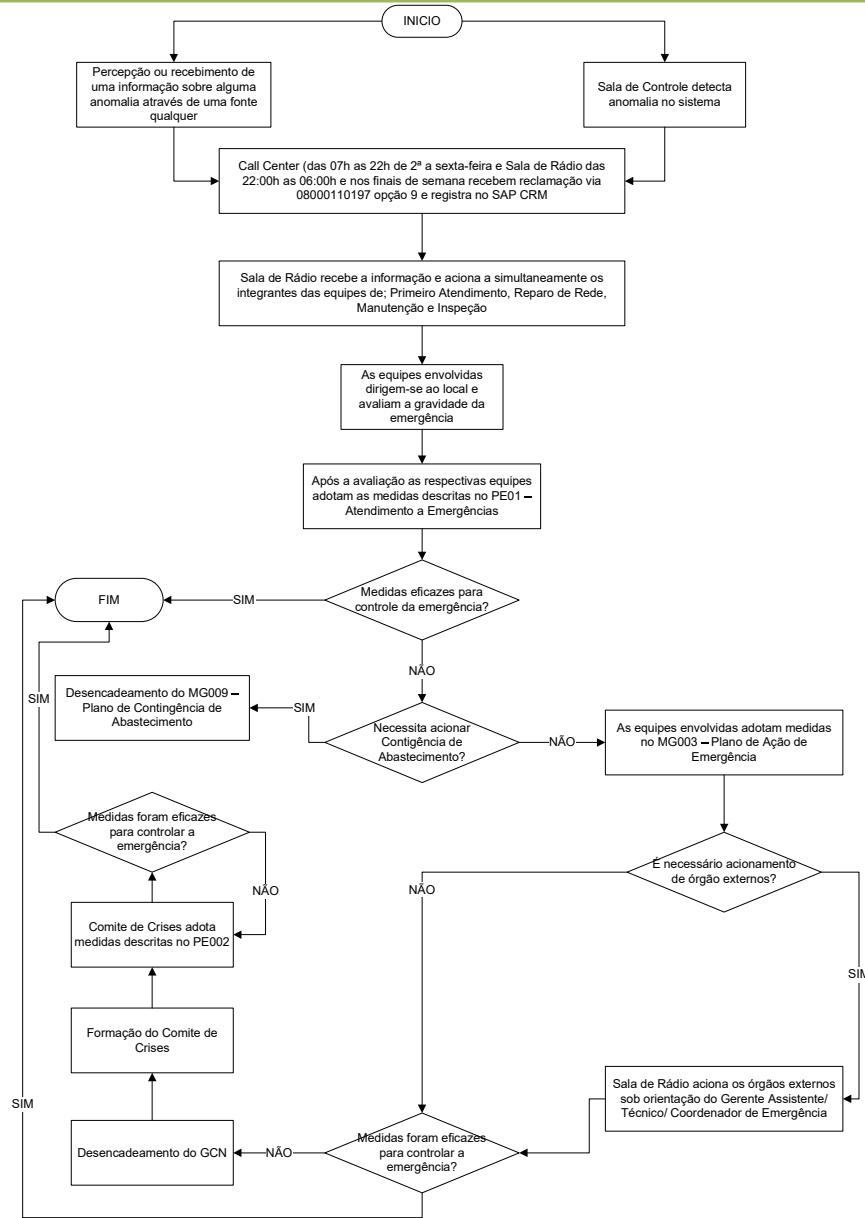 INICIO
Percepção ou recebimento de
uma informação sobre alguma
anomalia através de uma fonte
qualquer
Sala de Controle detecta
anomalia no sistema
Call Center (das 07h as 22h de 2ª a sexta-feira e Sala de Rádio das
22:00h as 06:00h e nos finais de semana recebem reclamação via
08000110197 opção 9 e registra no SAP CRM
Sala de Rádio recebe a informação e aciona a simultaneamente os
integrantes das equipes de; Primeiro Atendimento, Reparo de Rede,
Manutenção e Inspeção
As equipes envolvidas
dirigem-se ao local e
avaliam a gravidade da
emergência
Após a avaliação as respectivas equipes
adotam as medidas descritas no PE01 –
Atendimento a Emergências
Medidas eficazes para
controle da emergência?
SIM
FIM
NÃO
Necessita acionar
Contigência de
Abastecimento?
SIM
Desencadeamento do MG009 –
Plano de Contingência de
Abastecimento
NÃO
As equipes envolvidas adotam medidas
no MG003 – Plano de Ação de
Emergência
SIM
Medidas foram eficazes
para controlar a
emergência?
NÃO
É necessário acionamento
de órgão externos?
NÃO
SIM
Comite de Crises adota
medidas descritas no PE002
Formação do Comite de
Crises
Sala de Rádio aciona os órgãos externos
sob orientação do Gerente Assistente/
Técnico/ Coordenador de Emergência
SIM
Desencadeamento do GCN
NÃO
Medidas foram eficazes
para controlar a
emergência?